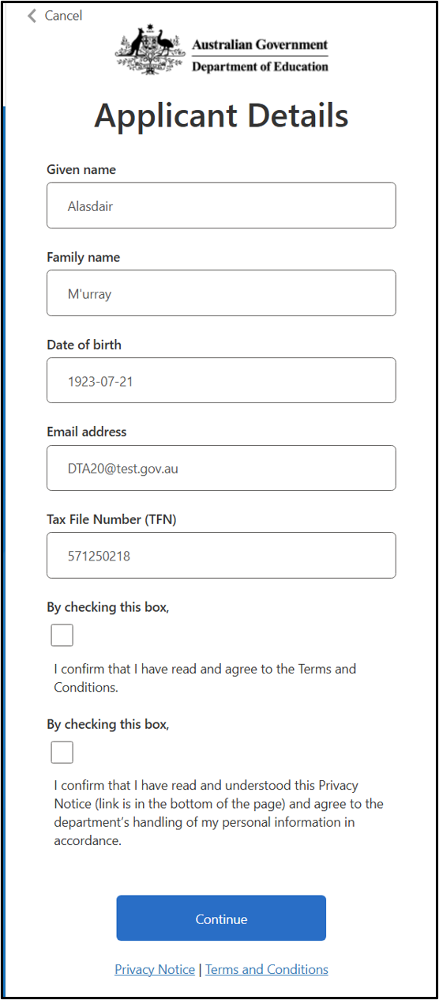 Cancel
Australian Government
Department of Education
Applicant Details
Given name
Alasdair
Family name
M'urray
Date of birth
1923-07-21
Email address
DTA20@test.gov.au
Tax File Number (TFN)
571250218
By checking this box,
I confirm that I have read and agree to the Terms and
Conditions.
By checking this box,
I confirm that I have read and understood this Privacy
Notice (link is in the bottom of the page) and agree to the
department’s handling of my personal information in
accordance.
Continue
Privacy Notice | Terms and Conditions